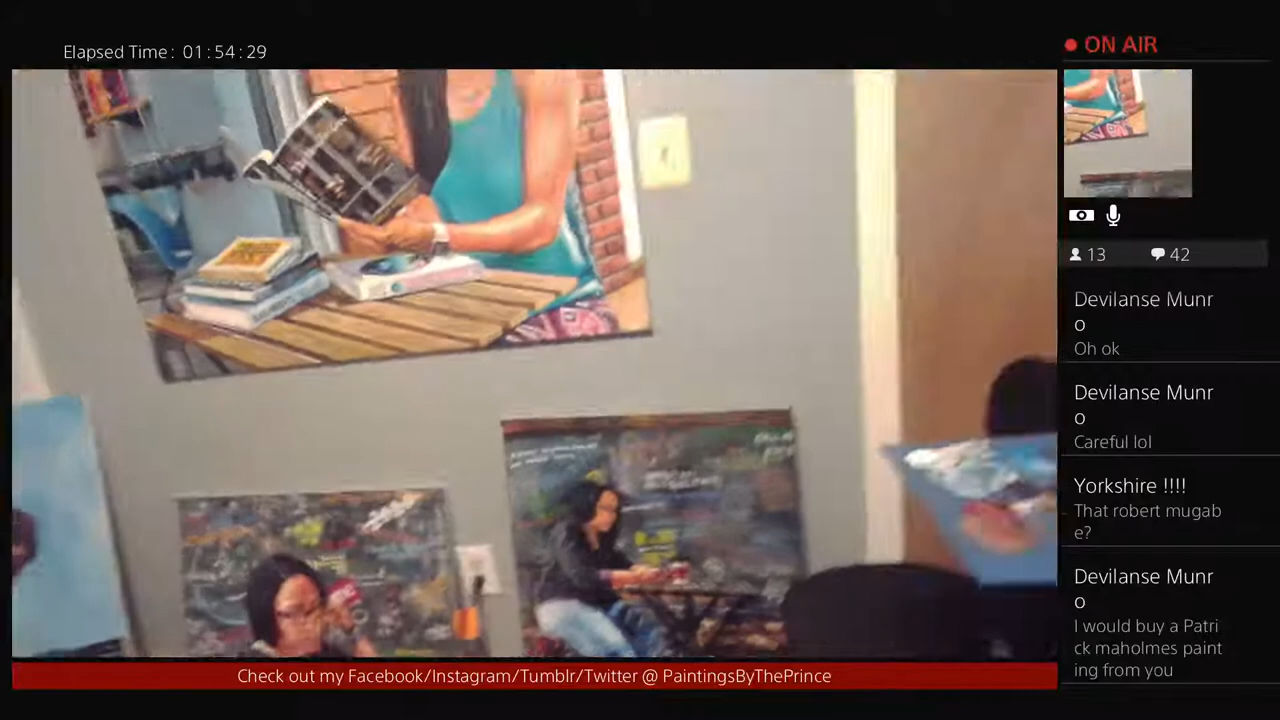 Elapsed Time: 01:54:29
ON AIR
13 42
Devilanse Munr
o
Oh ok
Devilanse Munr
o
Careful lol
Yorkshire !!!!
That robert mugab
e?
Devilanse Munr
o
I would buy a Patri
ck maholmes paint
ing from you
Check out my Facebook/Instagram/Tumblr/Twitter @ PaintingsByThePrince